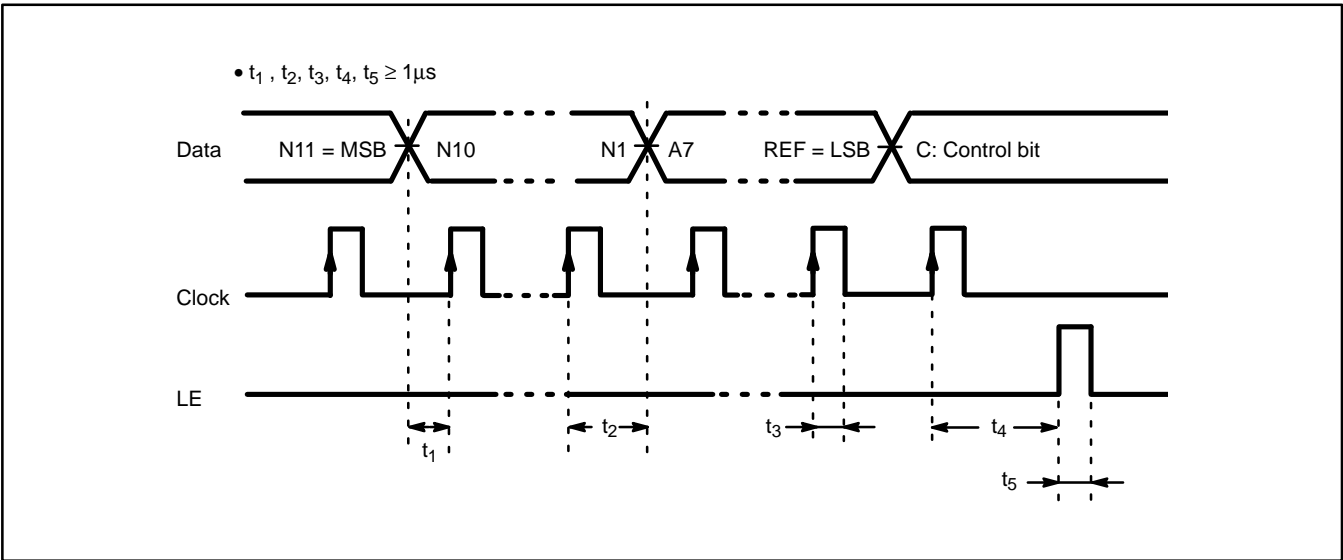 • t1 , t2, t3, t4, t5 ≥ 1μs
Data N11 = MSB N10 N1 A7 REF = LSB C: Control bit
Clock
LE
t1 t2 t3 t4
t5